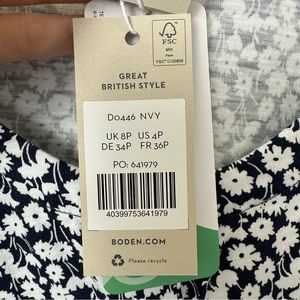 FSC
MIX
Paper
GREAT
BRITISH STYLE
D0446 NVY
UK 8P US 4P
DE 34P FR 36P
PO: 641979
40399753641979
BODEN.COM
Please recycle